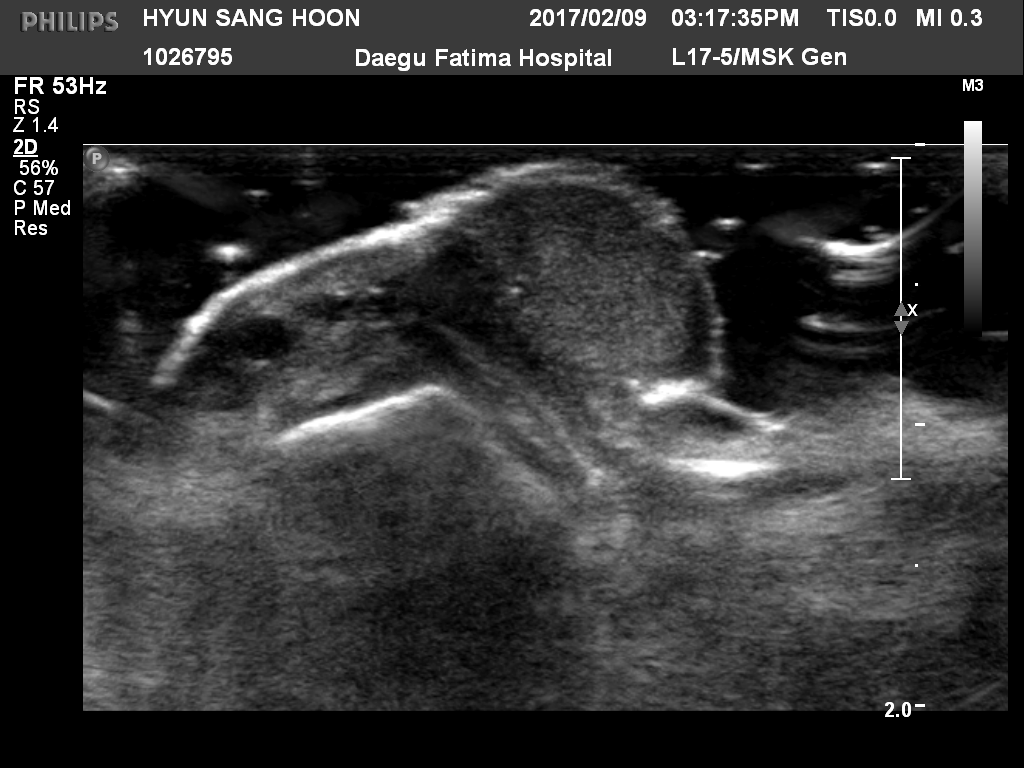 PHILIPS
HYUN SANG HOON 2017/02/09 03:17:35PM TIS0.0 MI 0.3
1026795 Daegu Fatima Hospital L17-5/MSK Gen
FR 53Hz
RS
Z 1.4
2D
56%
C 57
P Med
Res
M3
P
X
2.0